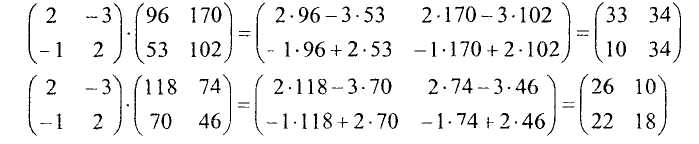 ( 2 −3 ) · ( 96 170 ) = ( 2·96−3·53 2·170−3·102 ) = ( 33 34 )
( −1 2 ) ( 53 102 ) ( -1·96+2·53 −1·170+2·102 ) ( 10 34 )
( 2 −3 ) · ( 118 74 ) = ( 2·118−3·70 2·74−3·46 ) = ( 26 10 )
( −1 2 ) ( 70 46 ) ( −1·118+2·70 −1·74+2·46 ) ( 22 18 )